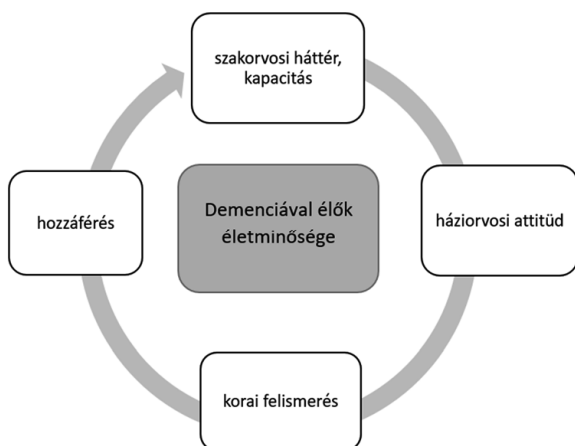 szakorvosi háttér,
kapacitás
háziorvosi attitűd
korai felismerés
hozzáférés
Demenciával élők
életminősége